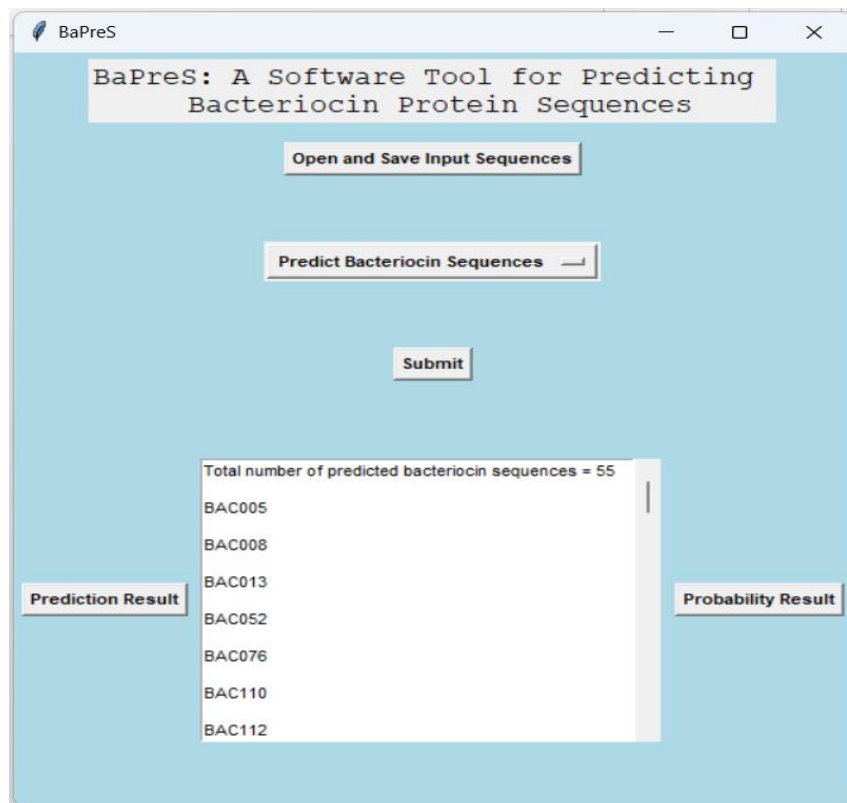 BaPreS
BaPreS: A Software Tool for Predicting
Bacteriocin Protein Sequences
Open and Save Input Sequences
Predict Bacteriocin Sequences
Submit
Total number of predicted bacteriocin sequences = 55
BAC005
BAC008
BAC013
BAC052
BAC076
BAC110
BAC112
Prediction Result
Probability Result